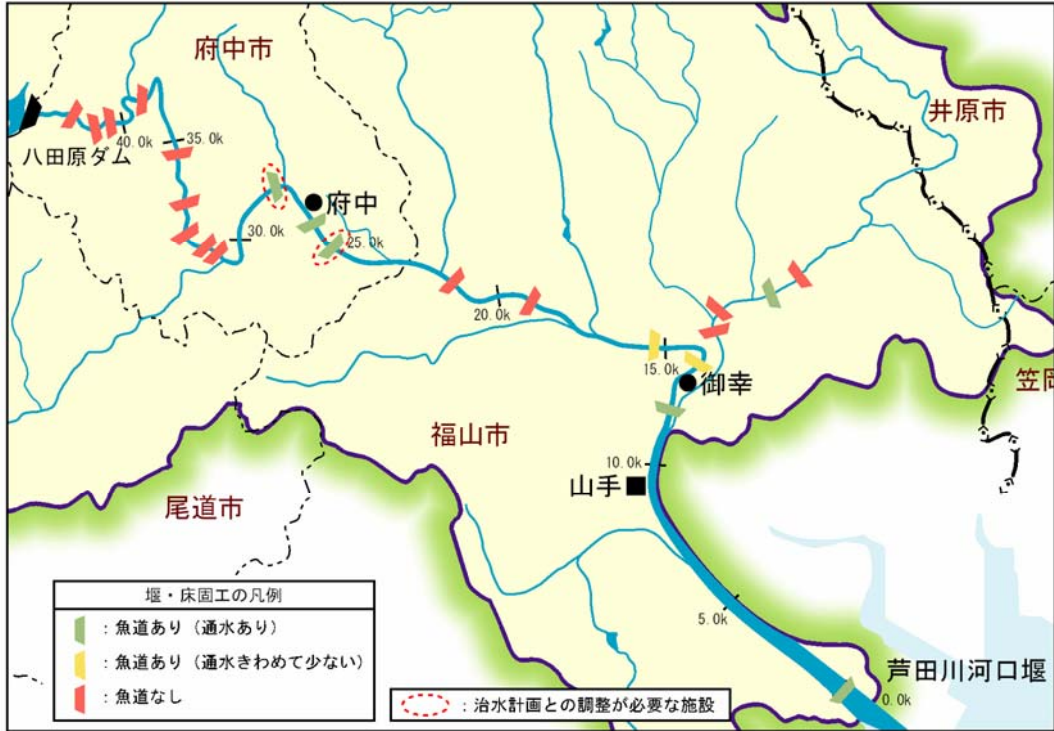 府中市
井原市
八田原ダム
40.0k
35.0k
府中
30.0k
25.0k
20.0k
15.0k
御幸
福山市
10.0k
山手
尾道市
5.0k
芦田川河口堰
0.0k
堰・床固工の凡例
：魚道あり（通水あり）
：魚道あり（通水きわめて少ない）
：魚道なし
：治水計画との調整が必要な施設